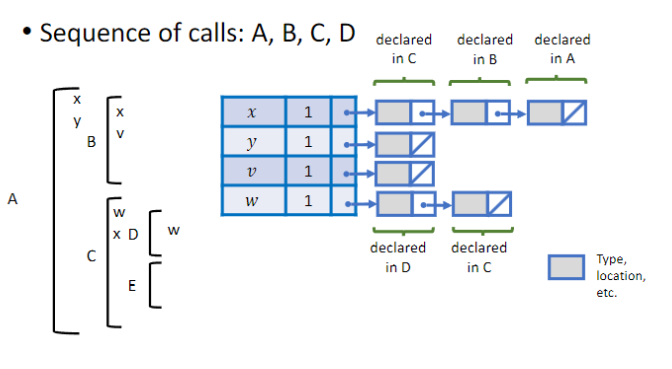 • Sequence of calls: A, B, C, D
declared in C
declared in B
declared in A
x 1
y 1
v 1
w 1
declared in D
declared in C
Type, location, etc.
A
x
y
B
x
v
C
w
x D
w
E